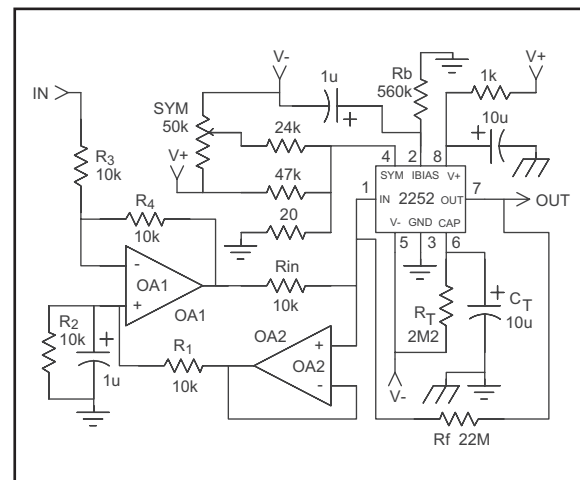 IN
V-
V+
1u
+
Rb
560k
1k
SYM
50k
24k
10u
+
R3
10k
V+
47k
4
2
8
SYM
IBIAS
V+
1
IN
2252
OUT
7
OUT
R4
10k
20
V-
GND
CAP
5
3
6
-
OA1
+
OA1
Rin
10k
RT
2M2
+
CT
10u
R2
10k
+
1u
R1
10k
OA2
+
OA2
-
V-
Rf 22M